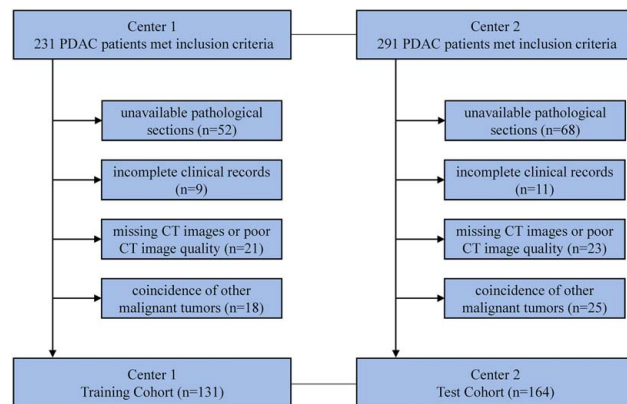 Center 1
231 PDAC patients met inclusion criteria
unavailable pathological
sections (n=52)
incomplete clinical records
(n=9)
missing CT images or poor
CT image quality (n=21)
coincidence of other
malignant tumors (n=18)
Center 1
Training Cohort (n=131)
Center 2
291 PDAC patients met inclusion criteria
unavailable pathological
sections (n=68)
incomplete clinical records
(n=11)
missing CT images or poor
CT image quality (n=23)
coincidence of other
malignant tumors (n=25)
Center 2
Test Cohort (n=164)